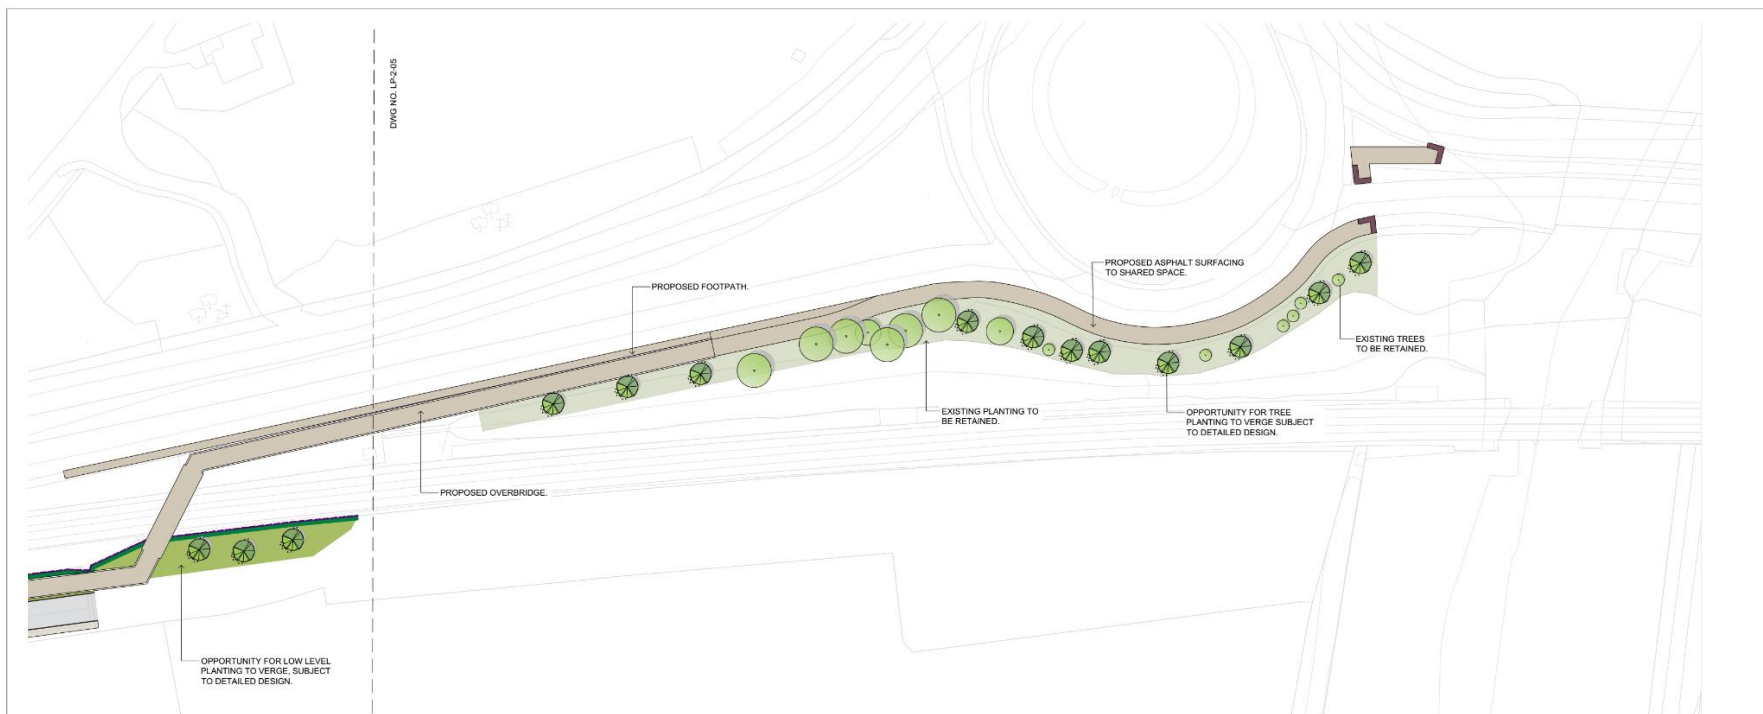 DWG NO. LP-2-05
PROPOSED FOOTPATH.
PROPOSED ASPHALT SURFACING
TO SHARED SPACE.
EXISTING TREES
TO BE RETAINED.
EXISTING PLANTING TO
BE RETAINED.
OPPORTUNITY FOR TREE
PLANTING TO VERGE SUBJECT
TO DETAILED DESIGN.
PROPOSED OVERBRIDGE.
OPPORTUNITY FOR LOW LEVEL
PLANTING TO VERGE, SUBJECT
TO DETAILED DESIGN.